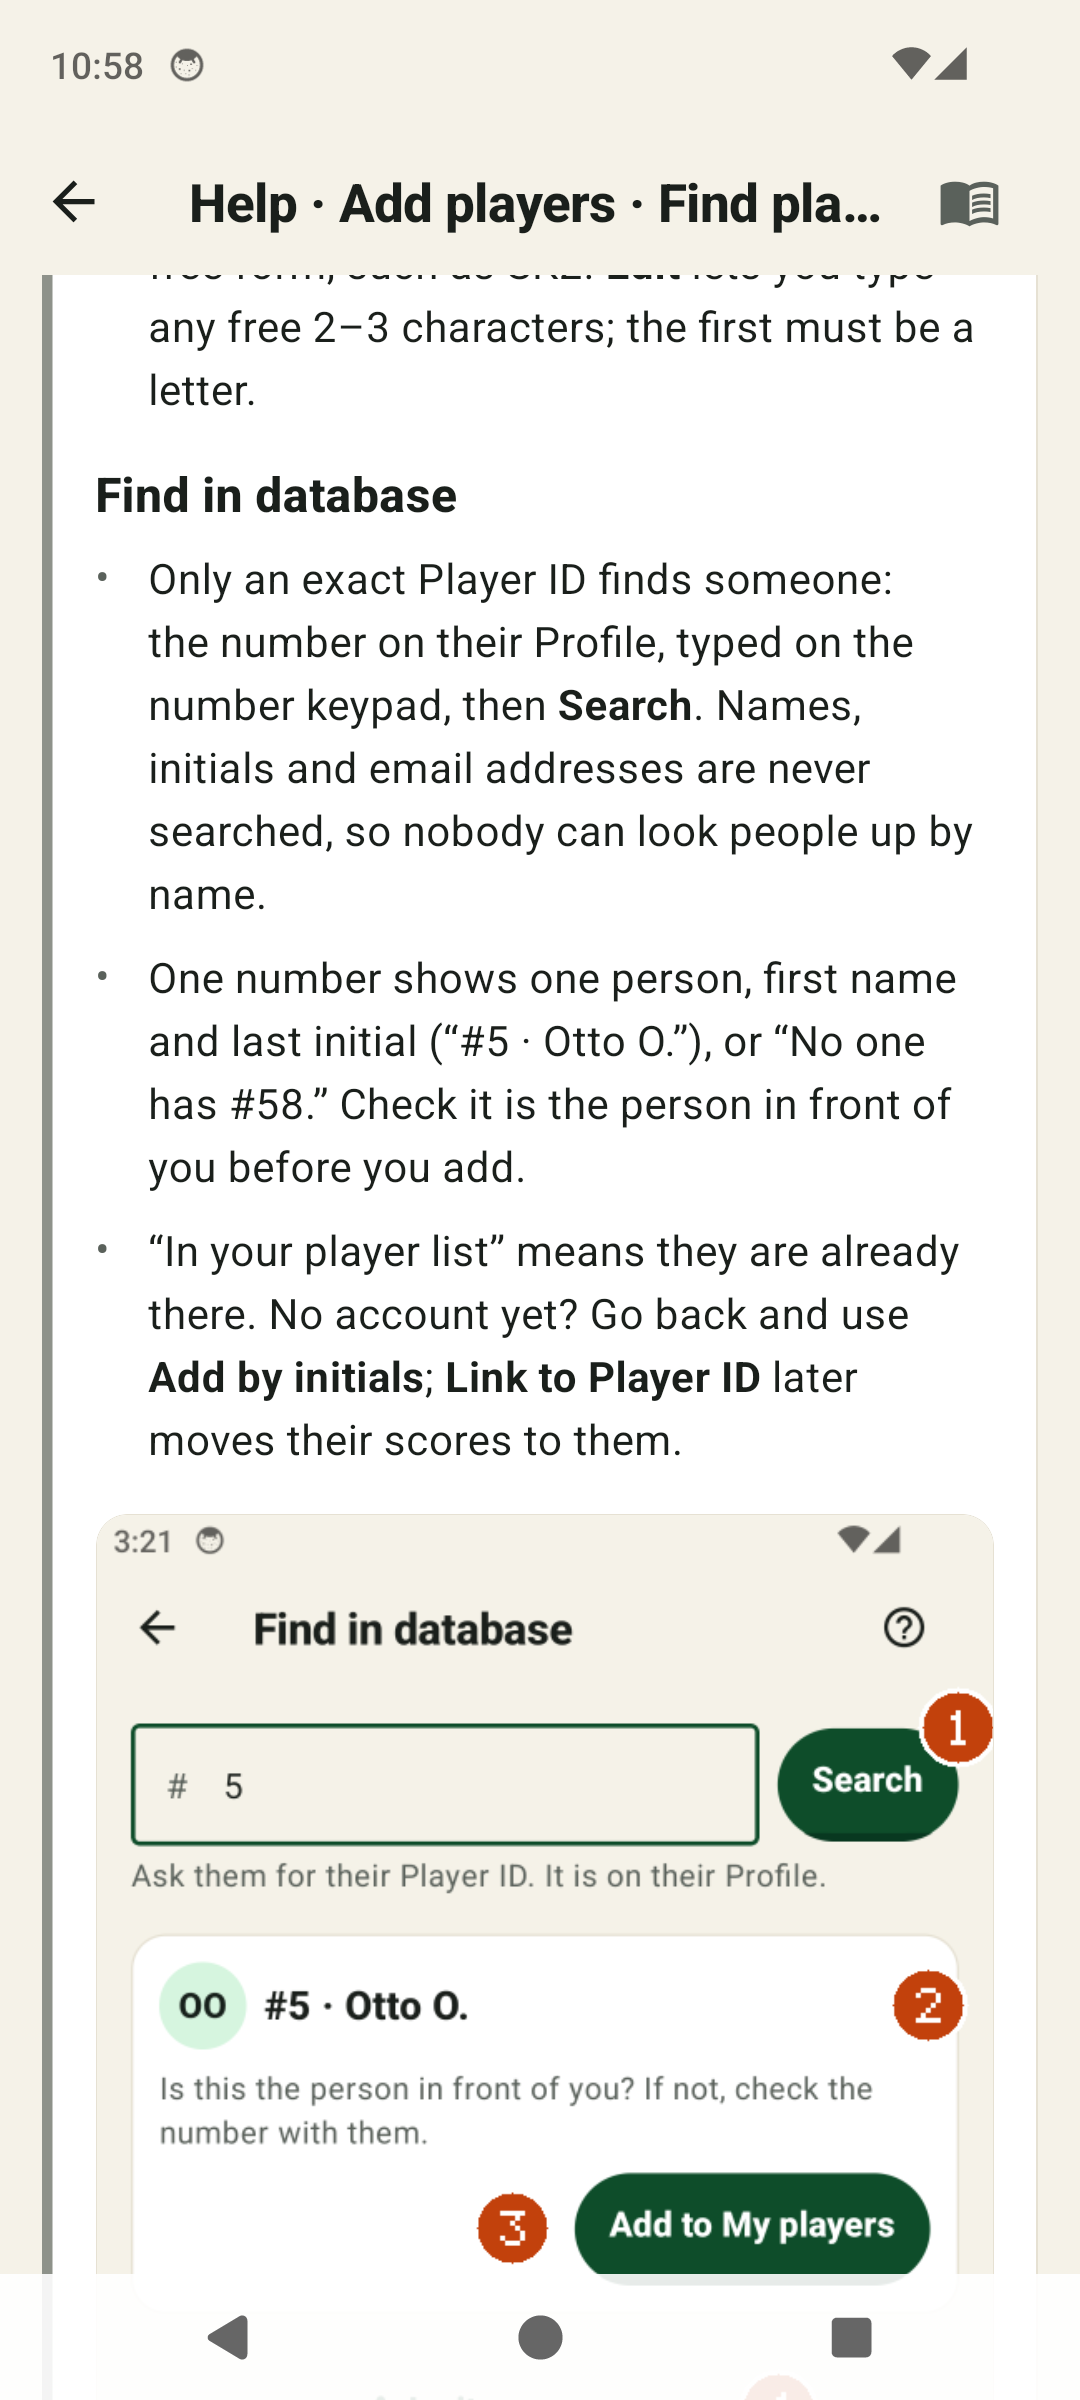 10:58
Help · Add players · Find pla...
any free 2–3 characters; the first must be a
letter.
Find in database
• Only an exact Player ID finds someone:
the number on their Profile, typed on the
number keypad, then Search. Names,
initials and email addresses are never
searched, so nobody can look people up by
name.
• One number shows one person, first name
and last initial (“#5 · Otto O.”), or “No one
has #58.” Check it is the person in front of
you before you add.
• “In your player list” means they are already
there. No account yet? Go back and use
Add by initials; Link to Player ID later
moves their scores to them.
3:21
Find in database
1
# 5
Search
Ask them for their Player ID. It is on their Profile.
OO #5 · Otto O.
2
Is this the person in front of you? If not, check the
number with them.
3
Add to My players